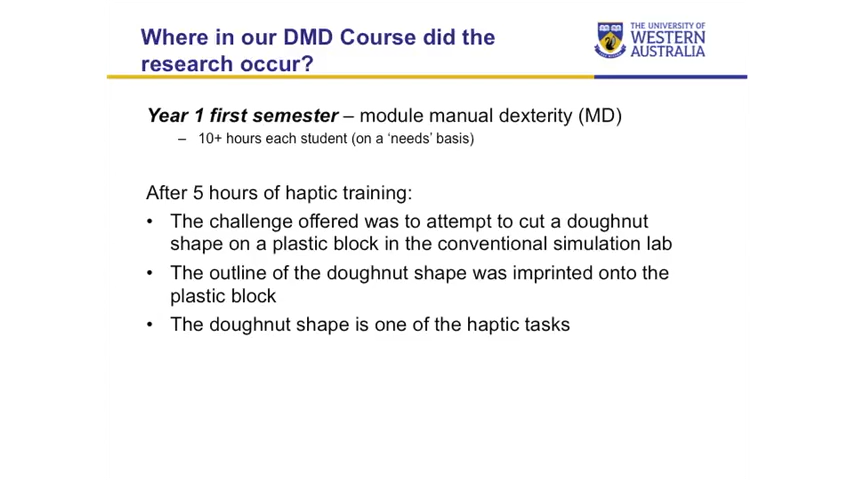 Where in our DMD Course did the
research occur?
THE UNIVERSITY OF
WESTERN
AUSTRALIA
Year 1 first semester – module manual dexterity (MD)
– 10+ hours each student (on a ‘needs’ basis)
After 5 hours of haptic training:
• The challenge offered was to attempt to cut a doughnut
shape on a plastic block in the conventional simulation lab
• The outline of the doughnut shape was imprinted onto the
plastic block
• The doughnut shape is one of the haptic tasks